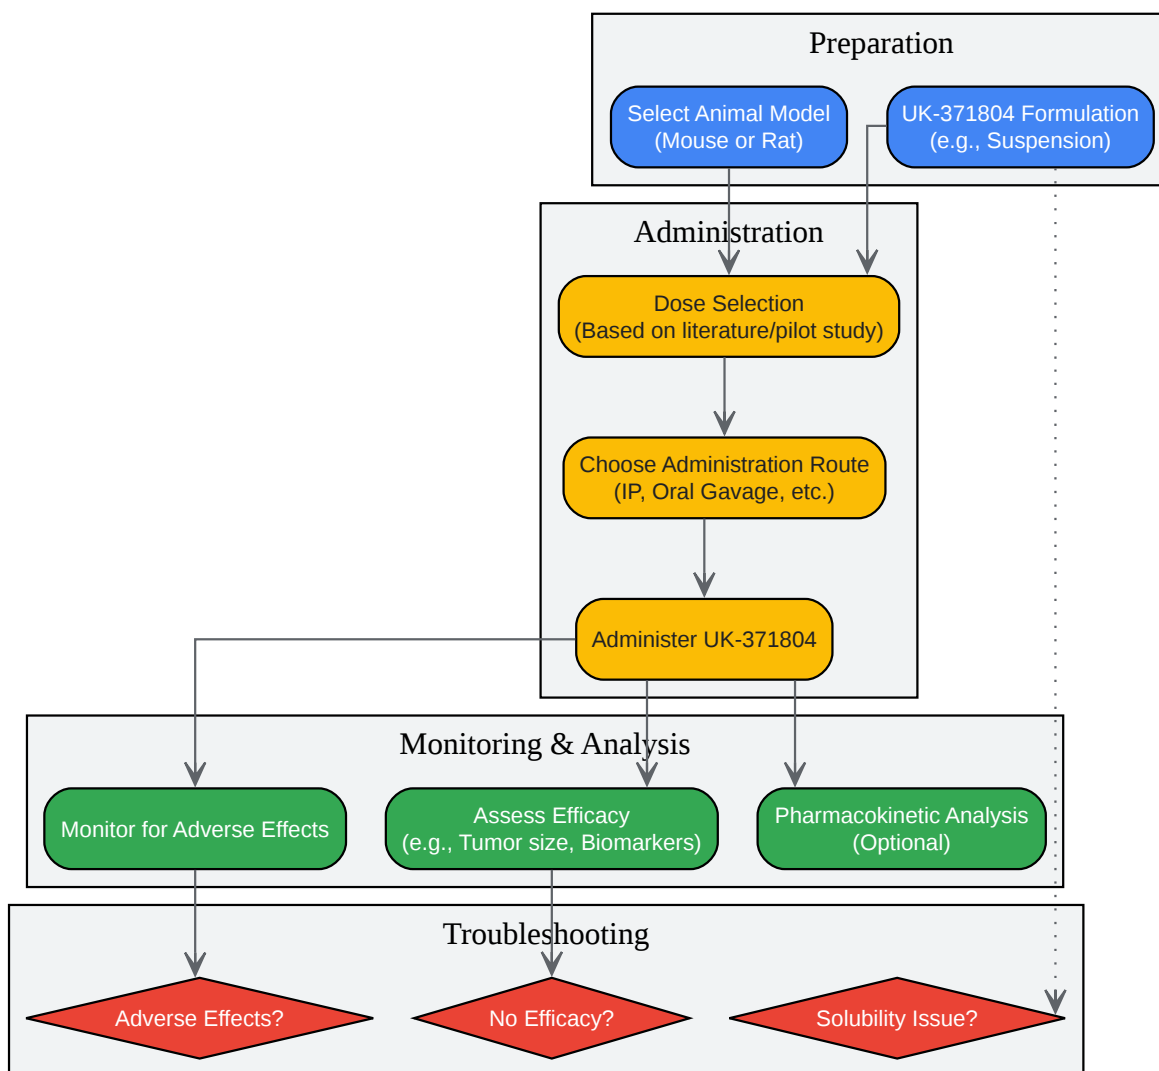 Preparation
Select Animal Model
(Mouse or Rat)
UK-371804 Formulation
(e.g., Suspension)
Administration
Dose Selection
(Based on literature/pilot study)
Choose Administration Route
(IP, Oral Gavage, etc.)
Administer UK-371804
Monitoring & Analysis
Monitor for Adverse Effects
Assess Efficacy
(e.g., Tumor size, Biomarkers)
Pharmacokinetic Analysis
(Optional)
Troubleshooting
Adverse Effects?
No Efficacy?
Solubility Issue?